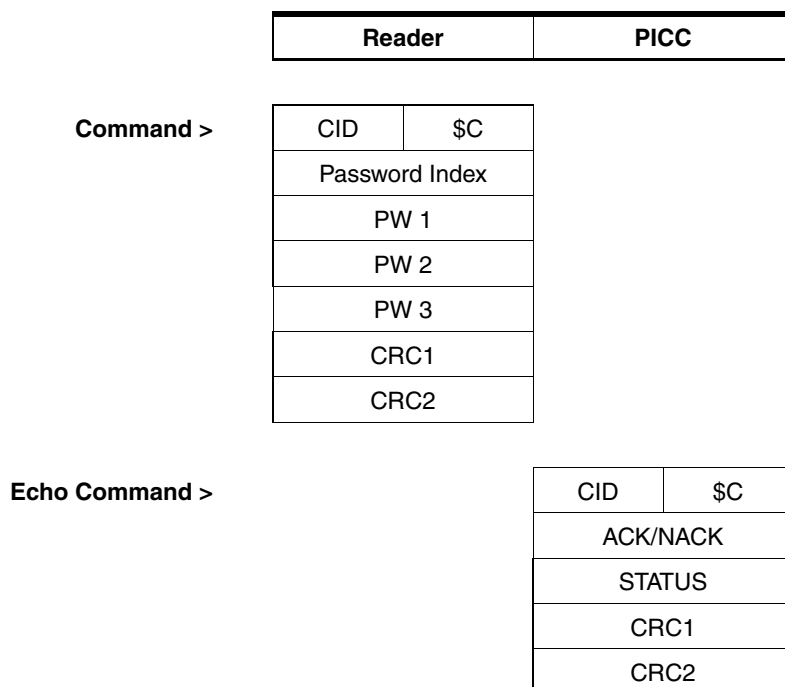 Reader PICC
Command > CID $C
Password Index
PW 1
PW 2
PW 3
CRC1
CRC2
Echo Command > CID $C
ACK/NACK
STATUS
CRC1
CRC2